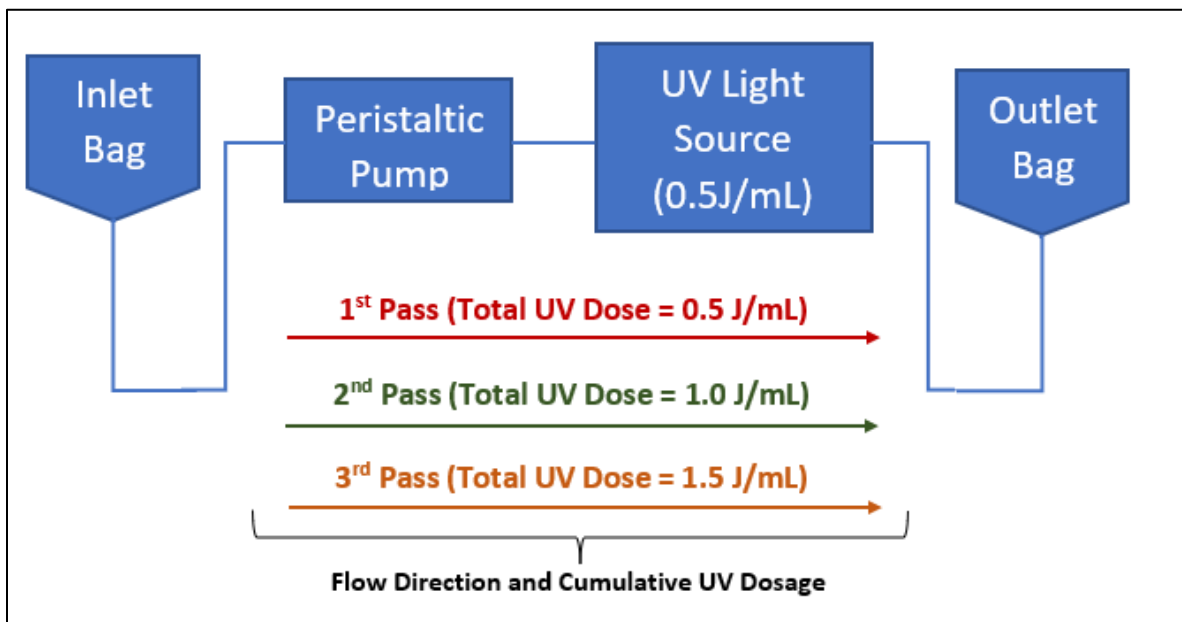 Inlet
Bag
Peristaltic
Pump
UV Light
Source
(0.5J/mL)
Outlet
Bag
1st Pass (Total UV Dose = 0.5 J/mL)
2nd Pass (Total UV Dose = 1.0 J/mL)
3rd Pass (Total UV Dose = 1.5 J/mL)
Flow Direction and Cumulative UV Dosage